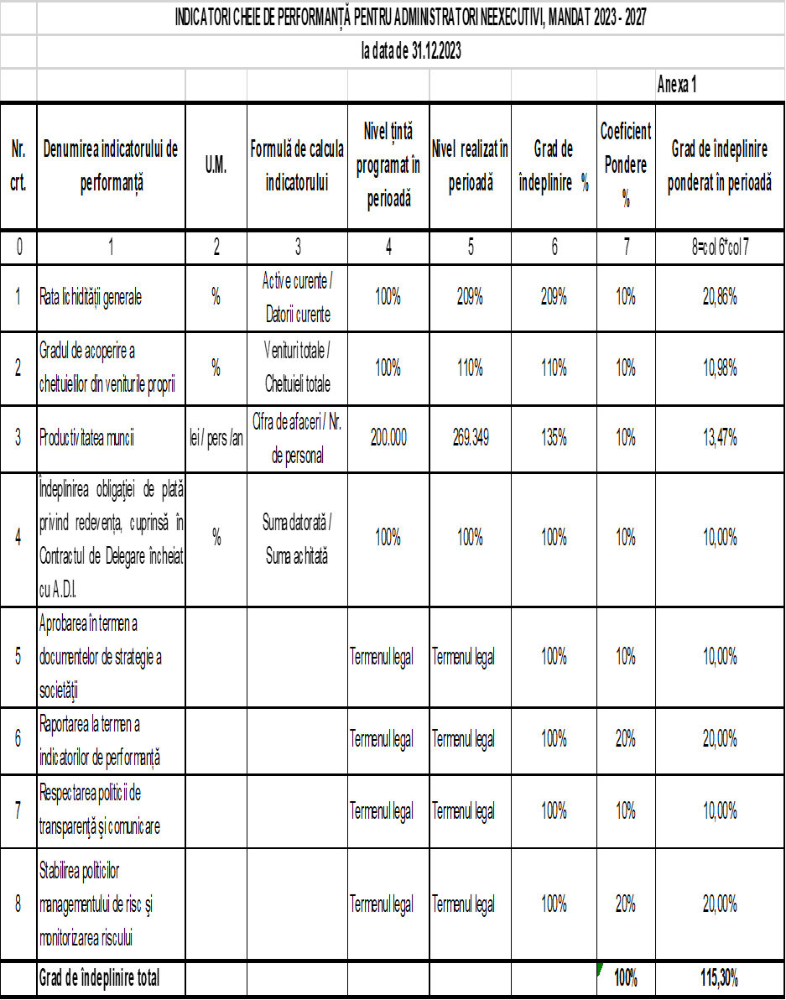 INDICATORI CHEIE DE PERFORMANȚĂ PENTRU ADMINISTRATORI NEEXECUTIVI, MANDAT 2023 - 2027
la data de 31.12.2023
Anexa 1
Nr. crt.
Denumirea indicatorului de performanță
U.M.
Formulă de calcula indicatorului
Nivel țintă programat în perioadă
Nivel realizat în perioadă
Grad de îndeplinire %
Coeficient Pondere %
Grad de îndeplinire ponderat în perioadă
0 1 2 3 4 5 6 7 8=col 6*col 7
1 Rata lichidității generale % Active curente / Datorii curente 100% 209% 209% 10% 20,86%
2 Gradul de acoperire a cheltuielilor din veniturile proprii % Venituri totale / Cheltuieli totale 100% 110% 110% 10% 10,98%
3 Productivitatea muncii lei / pers /an Cifra de afaceri / Nr. de personal 200.000 269.349 135% 10% 13,47%
4 Îndeplinirea obligaţiei de plată privind redevența, cuprinsă în Contractul de Delegare încheiat cu A.D.I. % Suma datorată / Suma achitată 100% 100% 100% 10% 10,00%
5 Aprobarea în termen a documentelor de strategie a societăţii Termenul legal Termenul legal 100% 10% 10,00%
6 Raportarea la termen a indicatorilor de performanță Termenul legal Termenul legal 100% 20% 20,00%
7 Respectarea politicii de transparenţă şi comunicare Termenul legal Termenul legal 100% 10% 10,00%
8 Stabilirea politicilor managementului de risc şi monitorizarea riscului Termenul legal Termenul legal 100% 20% 20,00%
Grad de îndeplinire total 100% 115,30%